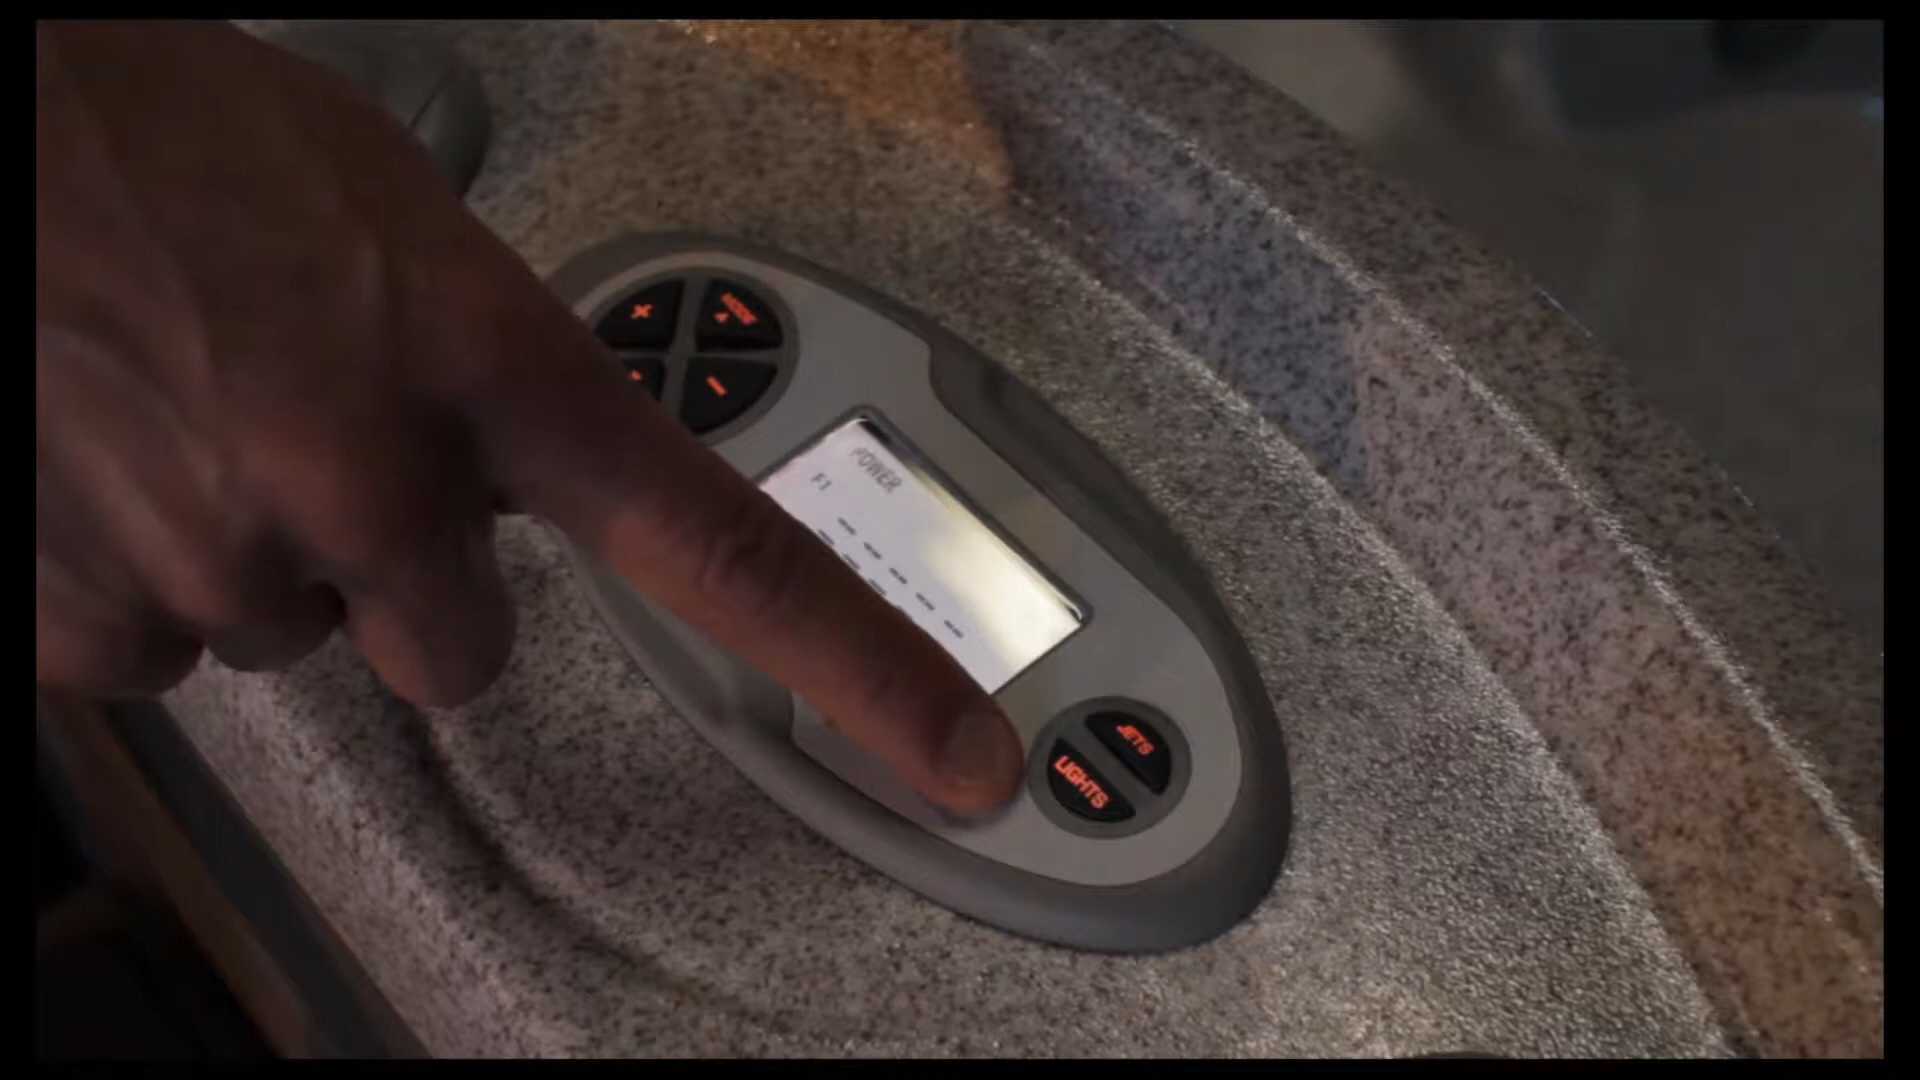 +
MODE
-
POWER
F1
JETS
LIGHTS